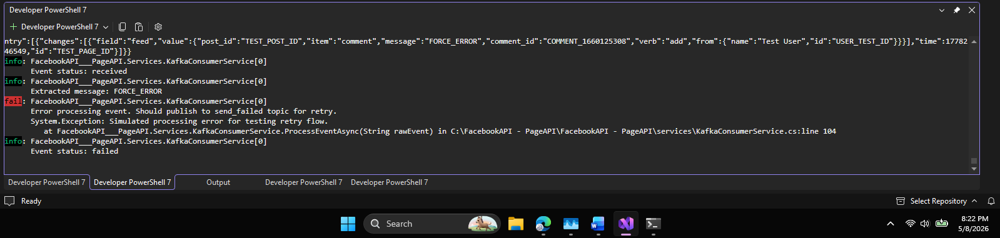 Developer PowerShell 7
Developer PowerShell 7
ntry":[{"changes":[{"field":"feed","value":{"post_id":"TEST_POST_ID","item":"comment","message":"FORCE_ERROR","comment_id":"COMMENT_1660125308","verb":"add","from":{"name":"Test User","id":"USER_TEST_ID"}}}],"time":17782
46549,"id":"TEST_PAGE_ID"}]}}
info: FacebookAPI___PageAPI.Services.KafkaConsumerService[0]
Event status: received
info: FacebookAPI___PageAPI.Services.KafkaConsumerService[0]
Extracted message: FORCE_ERROR
fail: FacebookAPI___PageAPI.Services.KafkaConsumerService[0]
Error processing event. Should publish to send_failed topic for retry.
System.Exception: Simulated processing error for testing retry flow.
at FacebookAPI___PageAPI.Services.KafkaConsumerService.ProcessEventAsync(String rawEvent) in C:\FacebookAPI - PageAPI\FacebookAPI - PageAPI\services\KafkaConsumerService.cs:line 104
info: FacebookAPI___PageAPI.Services.KafkaConsumerService[0]
Event status: failed
Developer PowerShell 7 Developer PowerShell 7 Output Developer PowerShell 7 Developer PowerShell 7
Ready Select Repository
Search
8:22 PM
5/8/2026